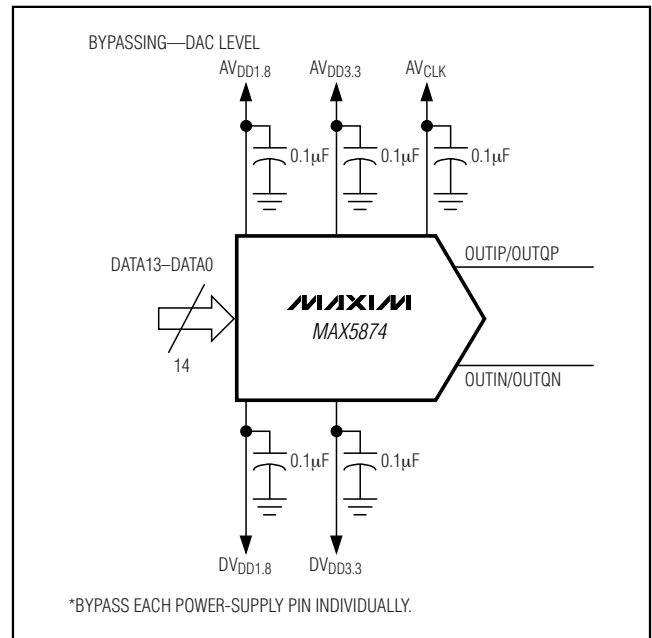 BYPASSING—DAC LEVEL
AVDD1.8 AVDD3.3 AVCLK
0.1µF 0.1µF 0.1µF
DATA13–DATA0
14
MAXIM
MAX5874
OUTIP/OUTQP
OUTIN/OUTQN
0.1µF 0.1µF
DVDD1.8 DVDD3.3
*BYPASS EACH POWER-SUPPLY PIN INDIVIDUALLY.